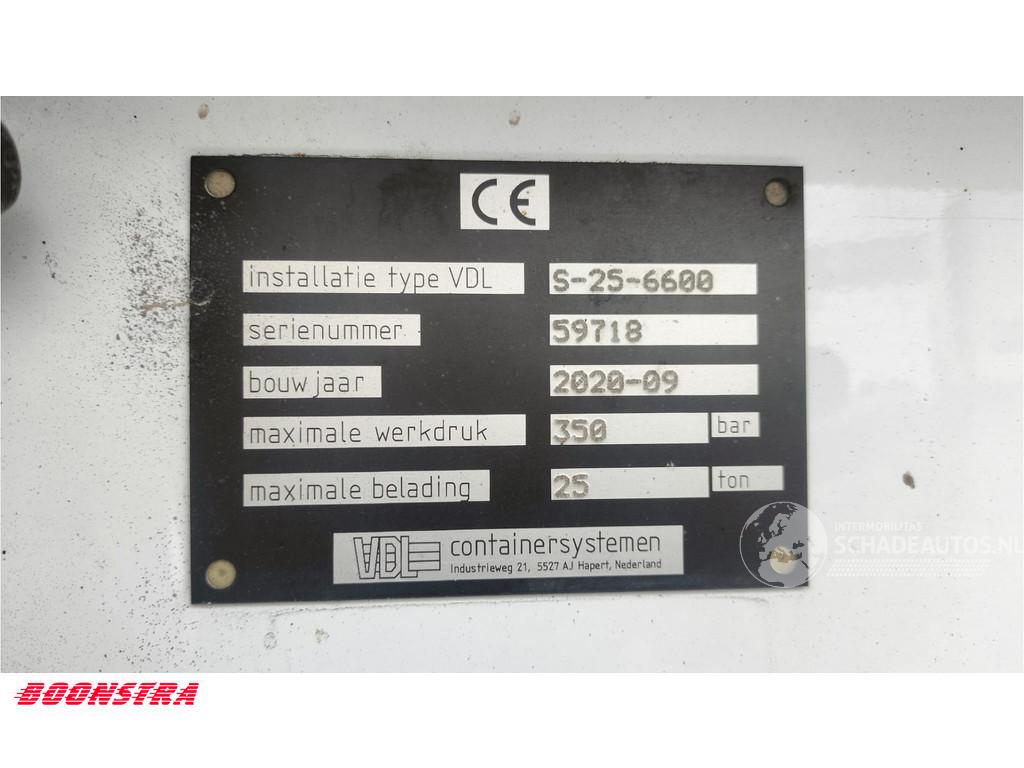 CE
installatie type VDL S-25-6600
serienummer 59718
bouwjaar 2020-09
maximale werkdruk 350 bar
maximale belading 25 ton
VDL containersystemen
Industrieweg 21, 5527 AJ Hapert, Nederland
INTERMOBILITAS
SCHADEAUTOS.NL
BOONSTRA